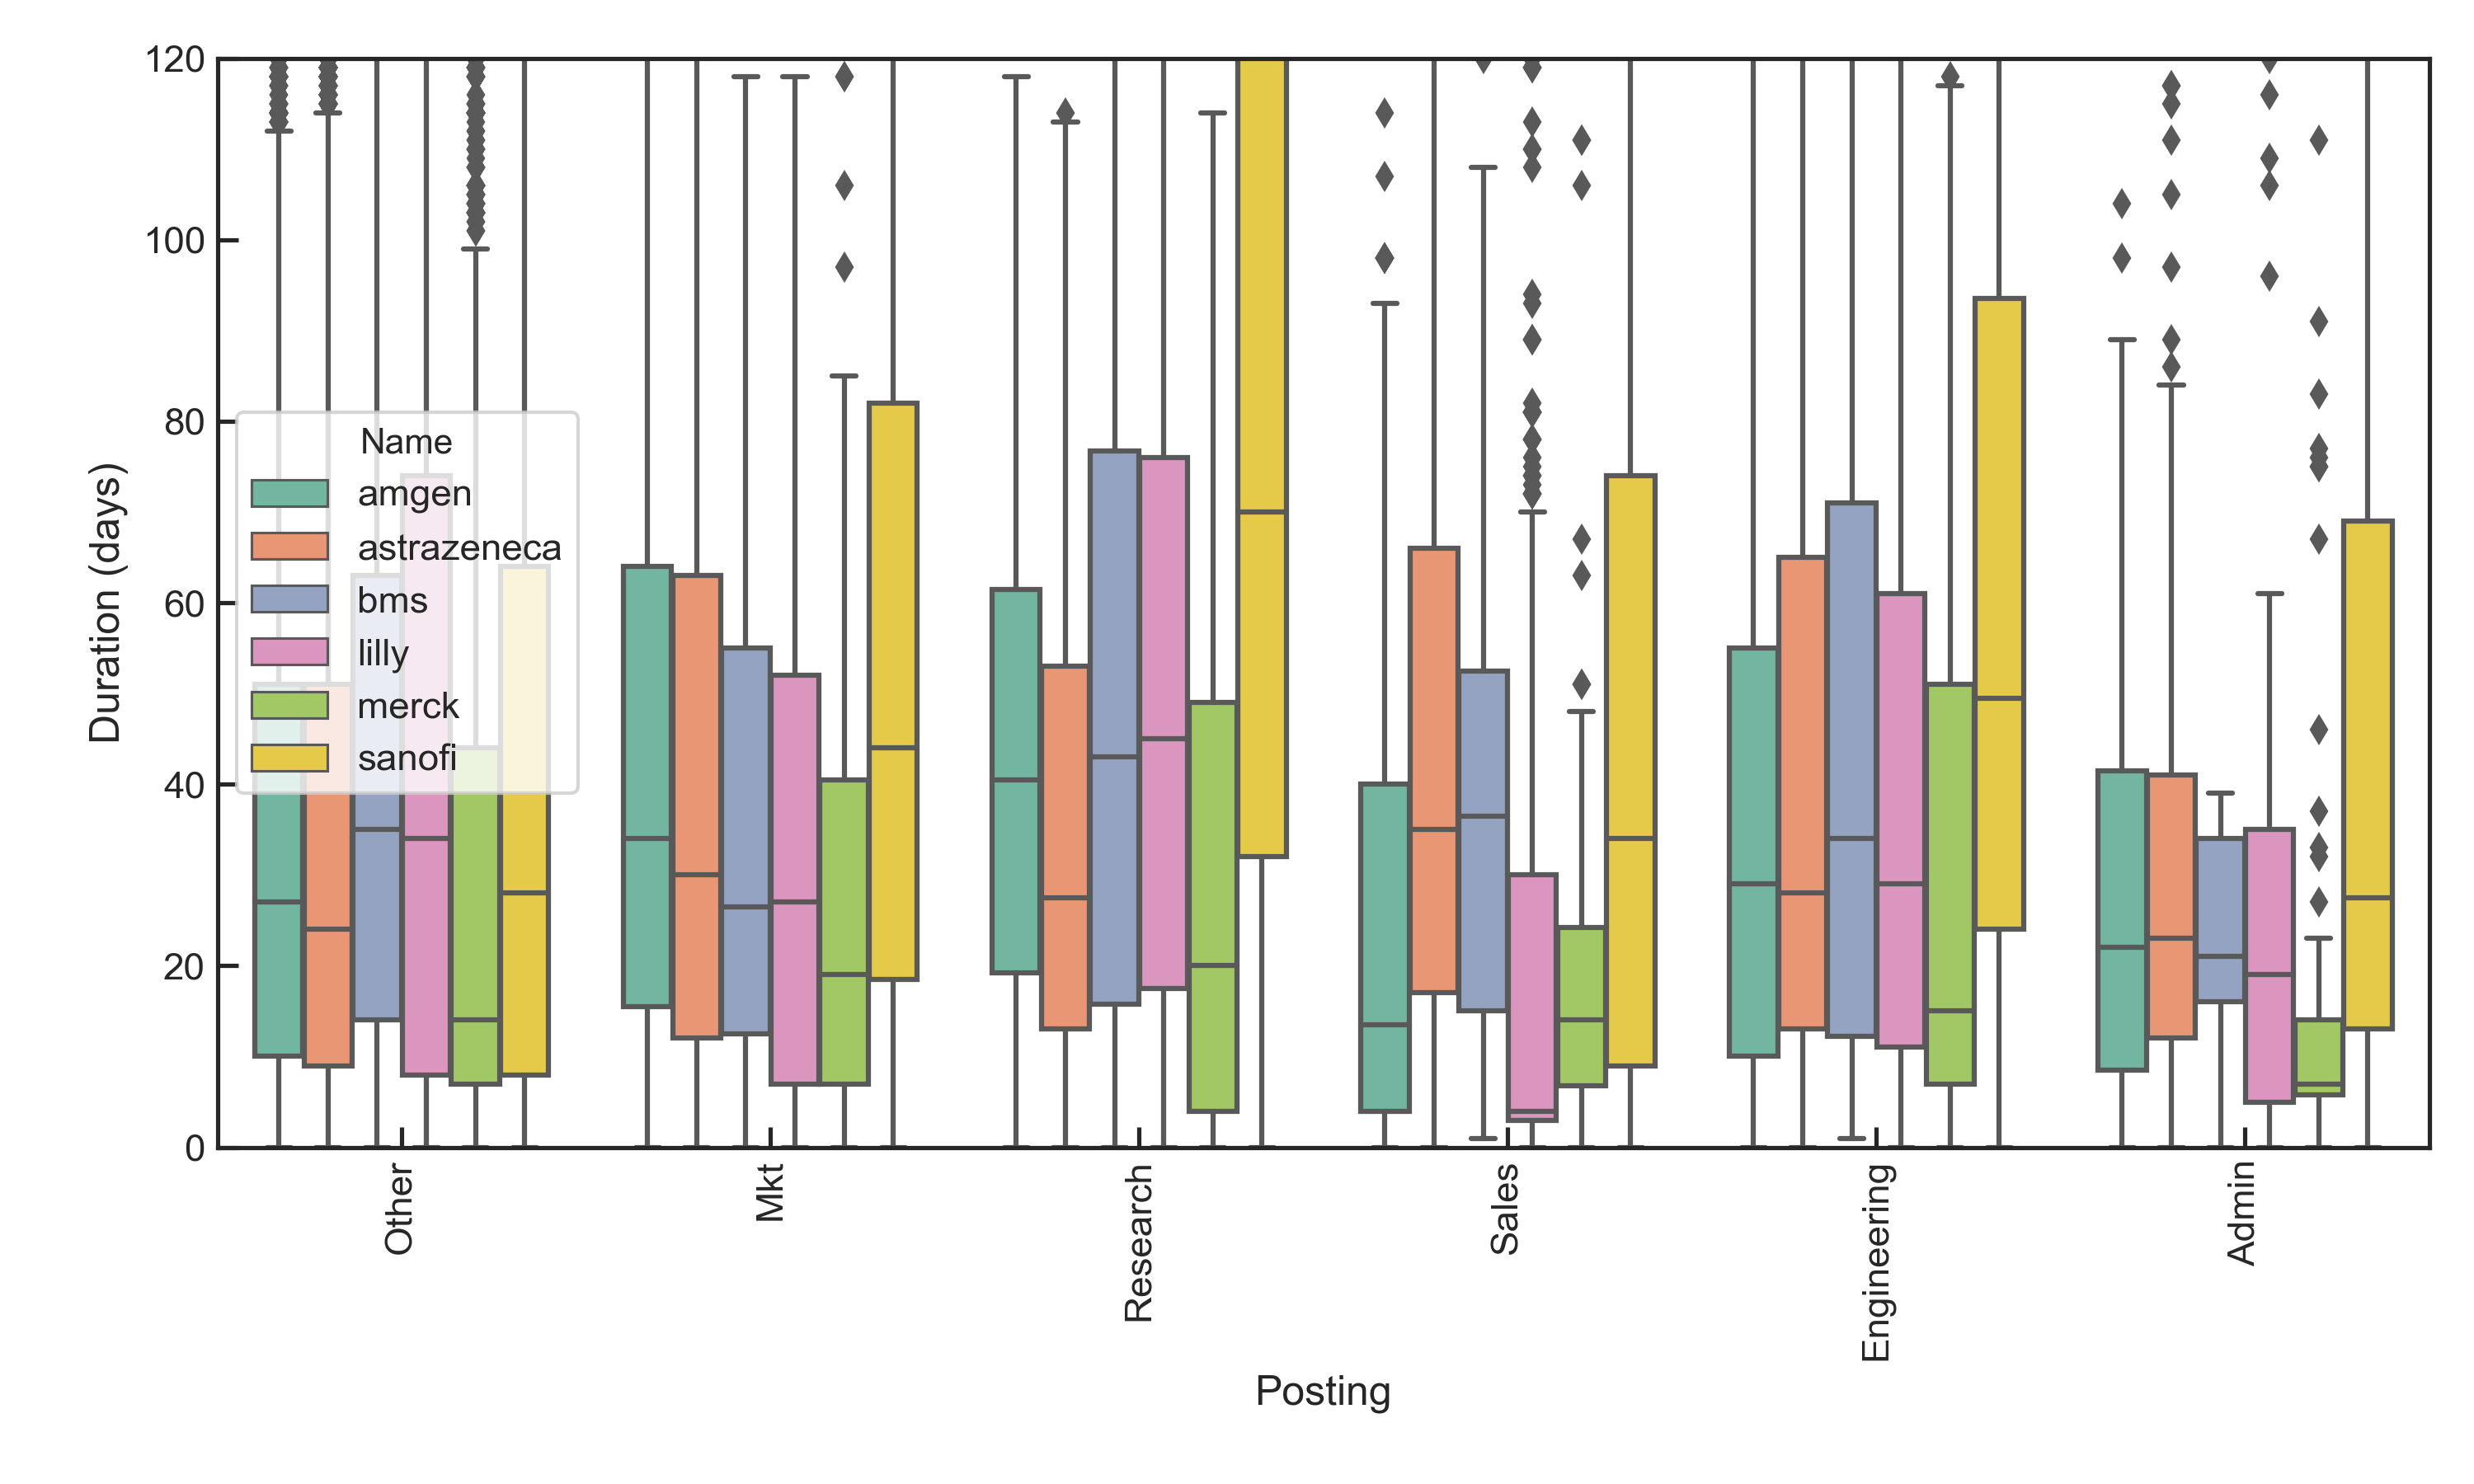 120
100
80
60
40
20
0
Duration (days)
Name
amgen
astrazeneca
bms
lilly
merck
sanofi
Other
Mkt
Research
Sales
Engineering
Admin
Posting